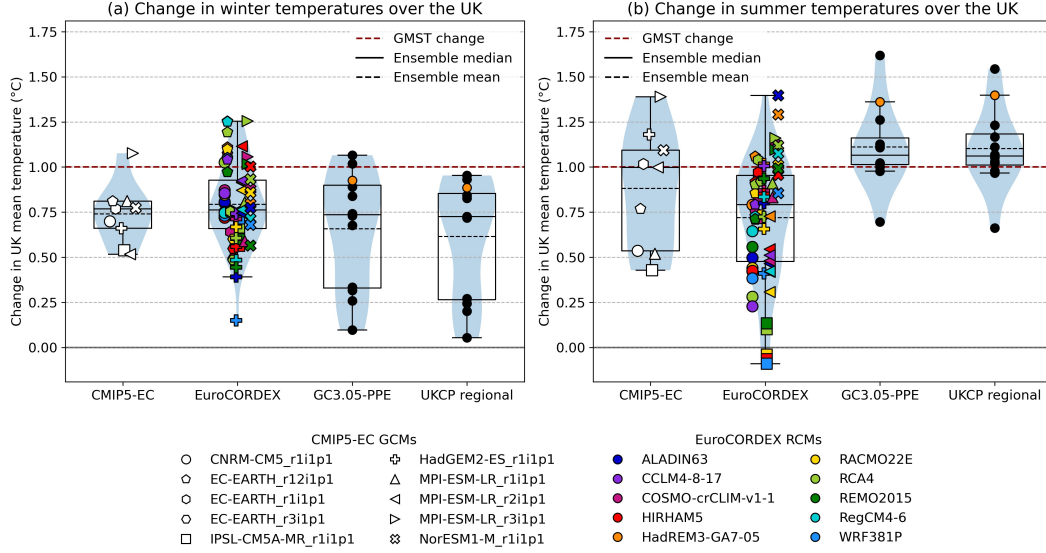 (a) Change in winter temperatures over the UK
Change in UK mean temperature (°C)
1.75
1.50
1.25
1.00
0.75
0.50
0.25
0.00
GMST change
Ensemble median
Ensemble mean
CMIP5-EC
EuroCORDEX
GC3.05-PPE
UKCP regional
(b) Change in summer temperatures over the UK
Change in UK mean temperature (°C)
1.75
1.50
1.25
1.00
0.75
0.50
0.25
0.00
GMST change
Ensemble median
Ensemble mean
CMIP5-EC
EuroCORDEX
GC3.05-PPE
UKCP regional
CMIP5-EC GCMs
CNRM-CM5_r1i1p1
EC-EARTH_r12i1p1
EC-EARTH_r1i1p1
EC-EARTH_r3i1p1
IPSL-CM5A-MR_r1i1p1
HadGEM2-ES_r1i1p1
MPI-ESM-LR_r1i1p1
MPI-ESM-LR_r2i1p1
MPI-ESM-LR_r3i1p1
NorESM1-M_r1i1p1
EuroCORDEX RCMs
ALADIN63
CCLM4-8-17
COSMO-crCLIM-v1-1
HIRHAM5
HadREM3-GA7-05
RACMO22E
RCA4
REMO2015
RegCM4-6
WRF381P